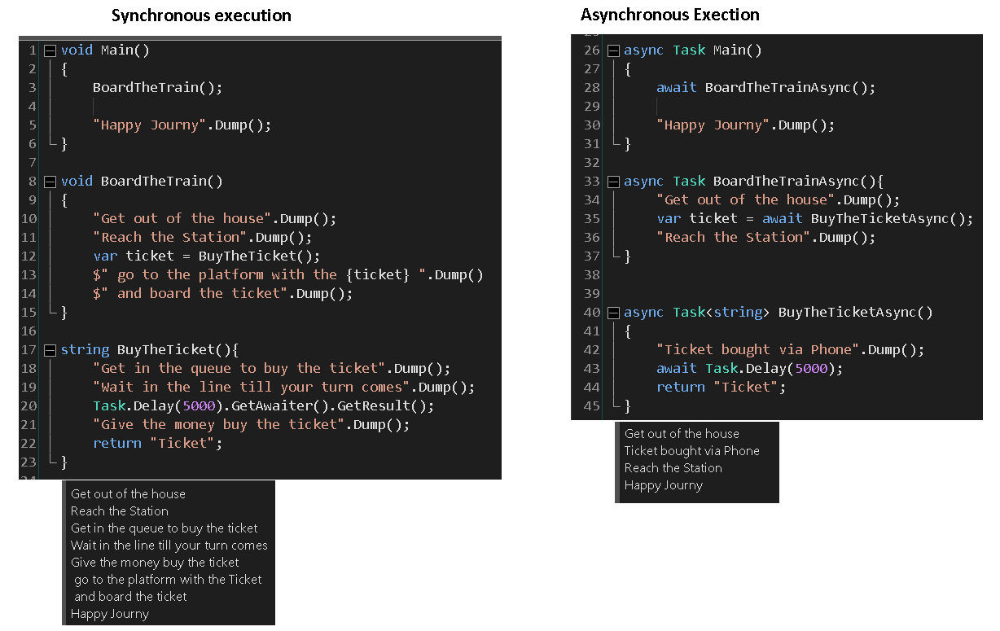 Synchronous execution
1 void Main()
2 {
3 BoardTheTrain();
4
5 "Happy Journy".Dump();
6 }
7
8 void BoardTheTrain()
9 {
10 "Get out of the house".Dump();
11 "Reach the Station".Dump();
12 var ticket = BuyTheTicket();
13 $" go to the platform with the {ticket} ".Dump()
14 $" and board the ticket".Dump();
15 }
16
17 string BuyTheTicket(){
18 "Get in the queue to buy the ticket".Dump();
19 "Wait in the line till your turn comes".Dump();
20 Task.Delay(5000).GetAwaiter().GetResult();
21 "Give the money buy the ticket".Dump();
22 return "Ticket";
23 }
Get out of the house
Reach the Station
Get in the queue to buy the ticket
Wait in the line till your turn comes
Give the money buy the ticket
go to the platform with the Ticket
and board the ticket
Happy Journy
Asynchronous Exection
26 async Task Main()
27 {
28 await BoardTheTrainAsync();
29
30 "Happy Journy".Dump();
31 }
32
33 async Task BoardTheTrainAsync(){
34 "Get out of the house".Dump();
35 var ticket = await BuyTheTicketAsync();
36 "Reach the Station".Dump();
37 }
38
39
40 async Task<string> BuyTheTicketAsync()
41 {
42 "Ticket bought via Phone".Dump();
43 await Task.Delay(5000);
44 return "Ticket";
45 }
Get out of the house
Ticket bought via Phone
Reach the Station
Happy Journy